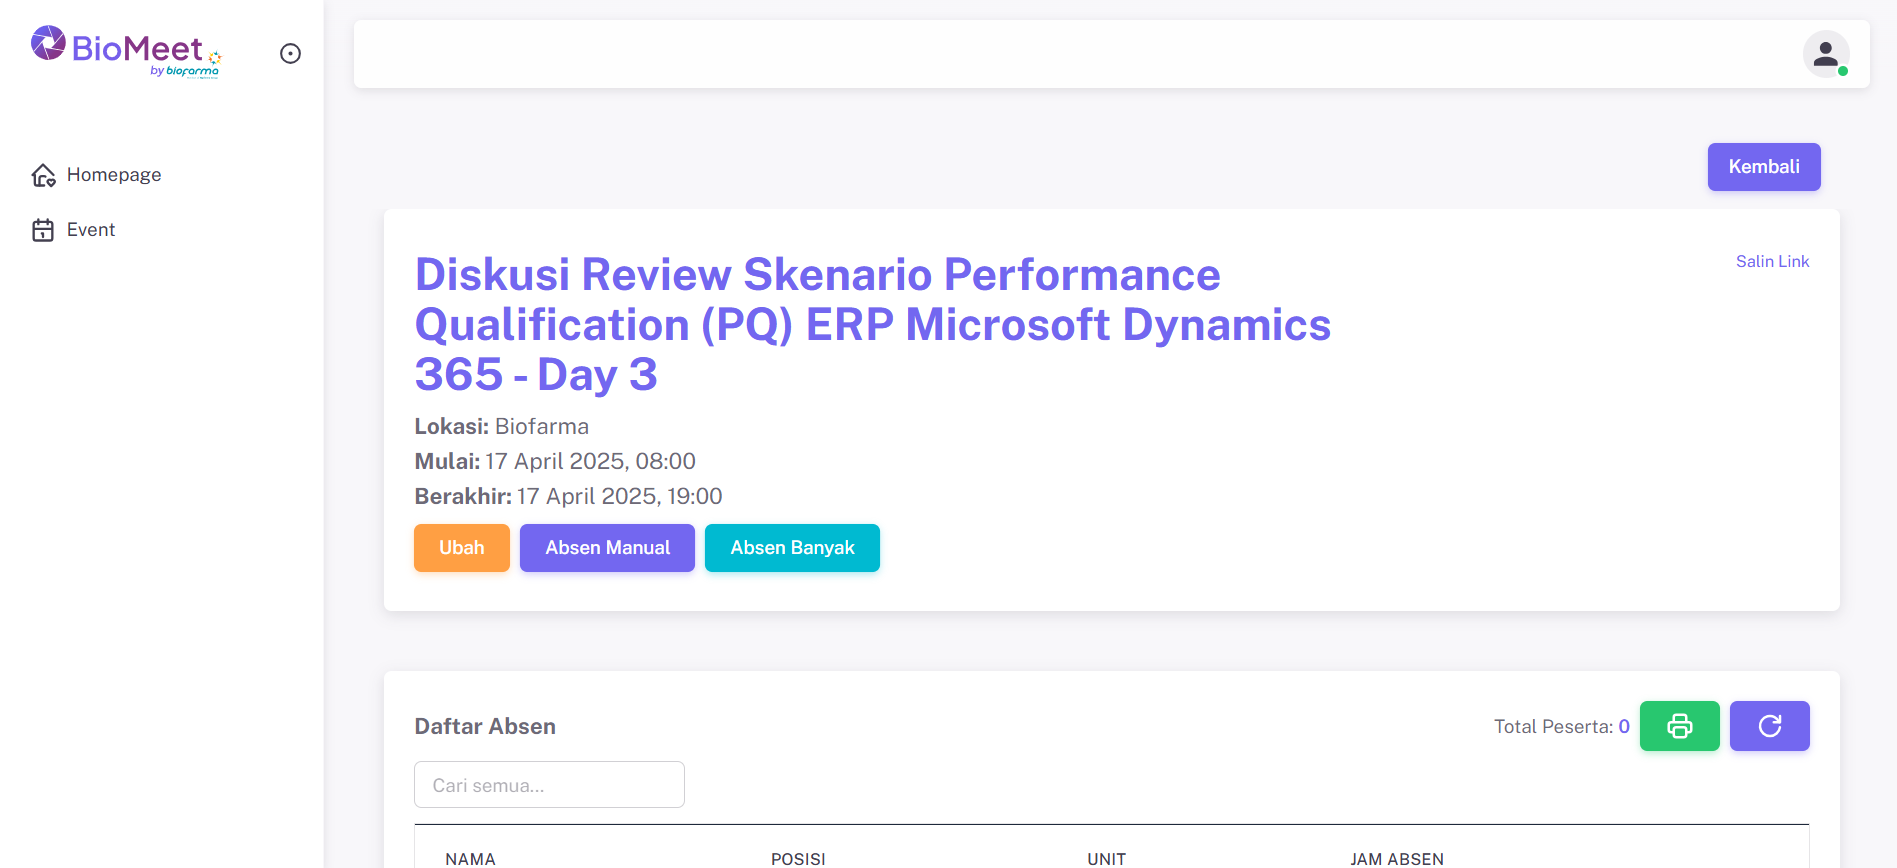 BioMeet
by biofarma
Homepage
Event
Kembali
Diskusi Review Skenario Performance
Qualification (PQ) ERP Microsoft Dynamics
365 - Day 3
Salin Link
Lokasi: Biofarma
Mulai: 17 April 2025, 08:00
Berakhir: 17 April 2025, 19:00
Ubah
Absen Manual
Absen Banyak
Daftar Absen
Total Peserta: 0
Cari semua...
NAMA POSISI UNIT JAM ABSEN